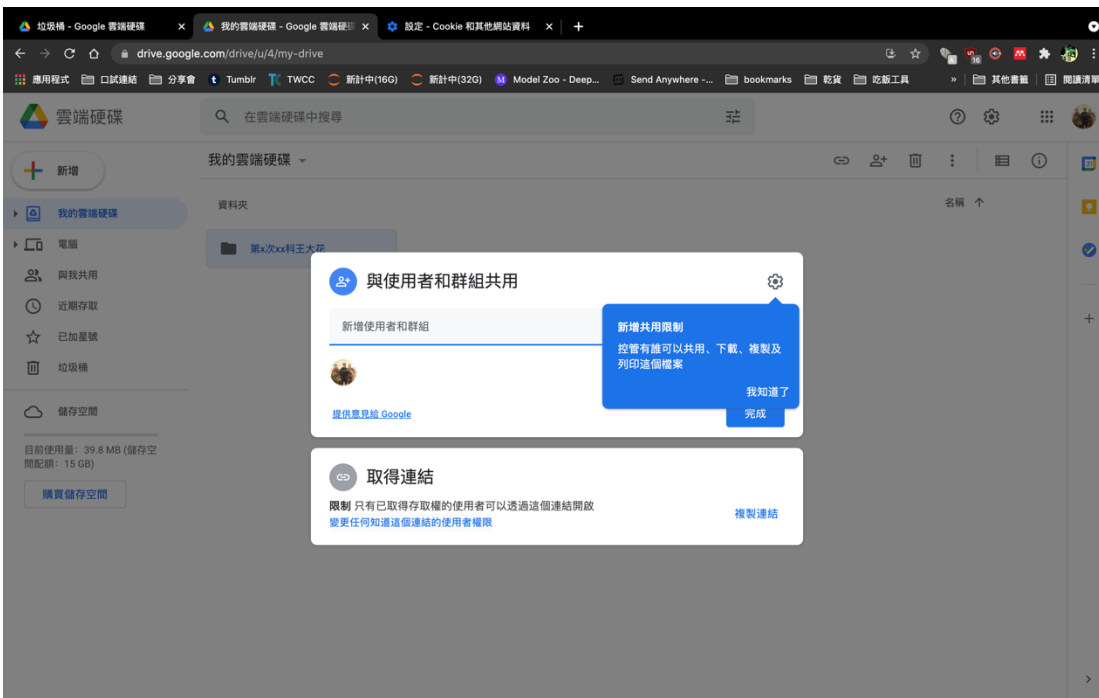 垃圾桶 - Google 雲端硬碟
我的雲端硬碟 - Google 雲端硬碟
設定 - Cookie 和其他網站資料
drive.google.com/drive/u/4/my-drive
應用程式 口試連結 分享會 Tumblr TWCC 新計中(16G) 新計中(32G) Model Zoo - Deep... Send Anywhere -... bookmarks 乾貨 吃飯工具 » 其他書籤 閱讀清單
雲端硬碟
在雲端硬碟中搜尋
新增
我的雲端硬碟
電腦
與我共用
近期存取
已加星號
垃圾桶
儲存空間
目前使用量:39.8 MB (儲存空
間配額:15 GB)
購買儲存空間
我的雲端硬碟
資料夾
名稱
第x次xx科王大花
與使用者和群組共用
新增使用者和群組
新增共用限制
控管有誰可以共用、下載、複製及
列印這個檔案
我知道了
提供意見給 Google
完成
取得連結
限制 只有已取得存取權的使用者可以透過這個連結開啟
變更任何知道這個連結的使用者權限
複製連結